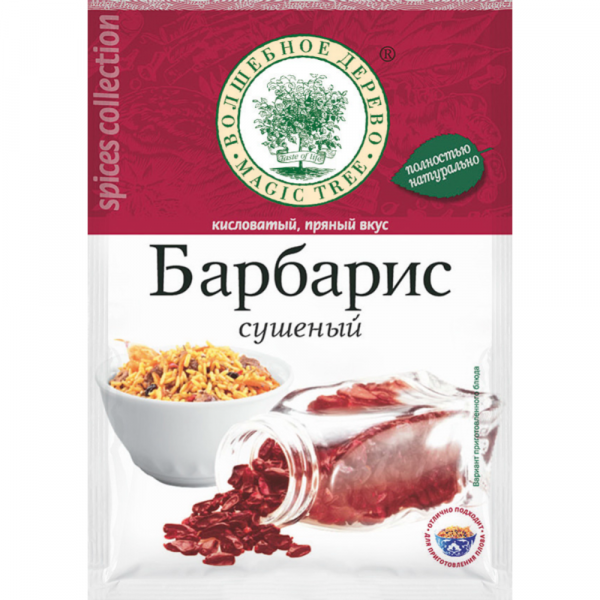 spices collection
ВОЛШЕБНОЕ ДЕРЕВО
®
Taste of life
MAGIC TREE
полностью
натурально
кисловатый, пряный вкус
Барбарис
сушеный
Вариант приготовленного блюда
ОТЛИЧНО ПОДХОДИТ
ДЛЯ ПРИГОТОВЛЕНИЯ ПЛОВА